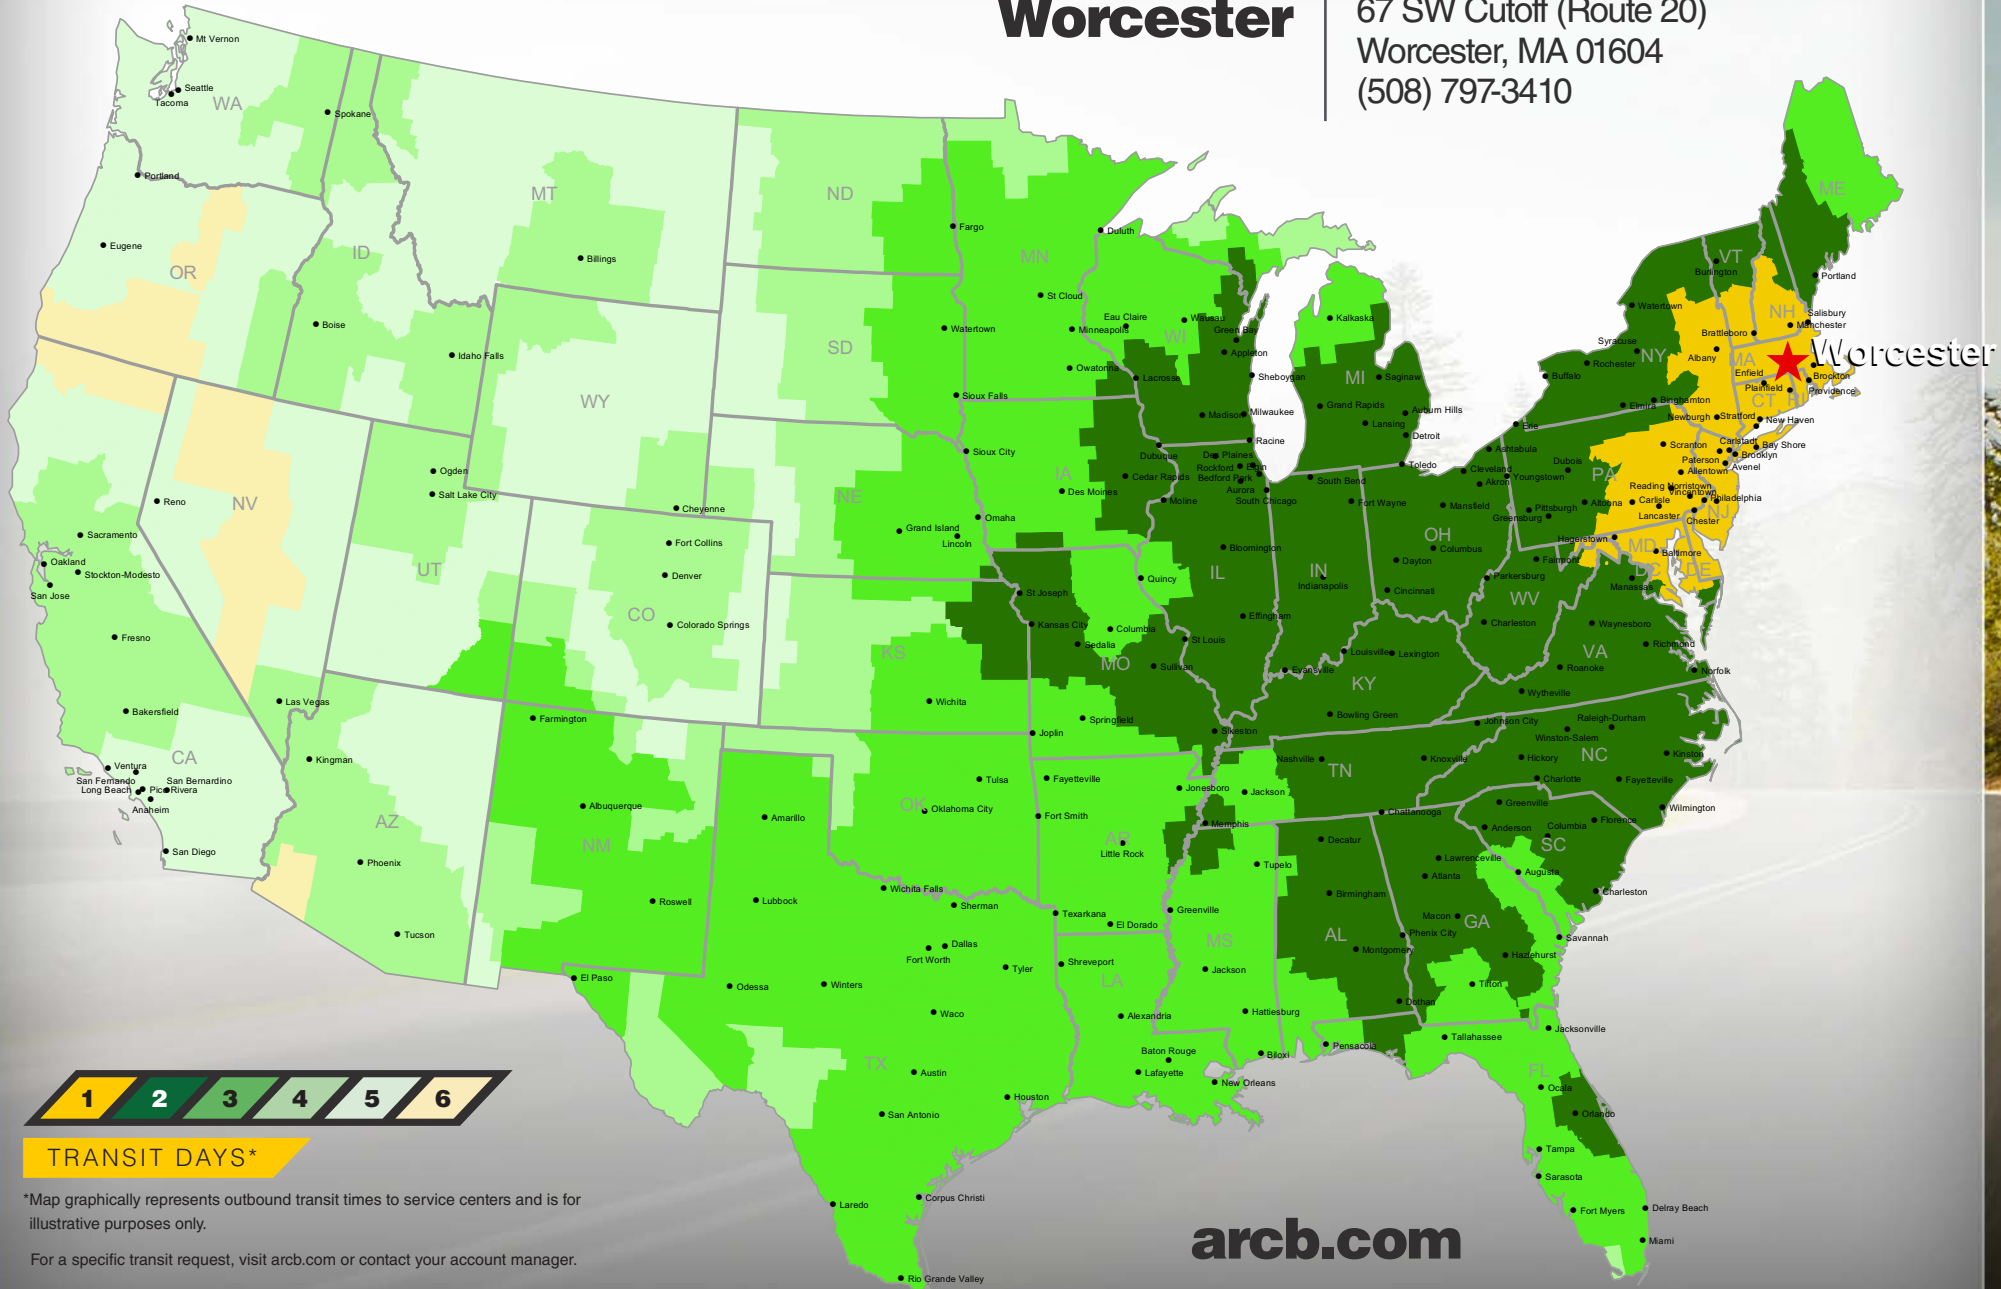 Worcester
67 SW Cutoff (Route 20)
Worcester, MA 01604
(508) 797-3410
Mt Vernon
Seattle
Tacoma
WA
Spokane
Portland
Eugene
OR
ID
Boise
Idaho Falls
MT
Billings
ND
Fargo
MN
Duluth
St Cloud
Minneapolis
Owatonna
SD
Watertown
Sioux Falls
WY
Cheyenne
NV
Reno
Las Vegas
Ogden
Salt Lake City
UT
Sacramento
Oakland
Stockton-Modesto
San Jose
Fresno
Bakersfield
CA
Ventura
San Fernando
San Bernardino
Long Beach
Pico Rivera
Anaheim
San Diego
Kingman
AZ
Phoenix
Tucson
Fort Collins
Denver
CO
Colorado Springs
Farmington
Albuquerque
NM
Roswell
NE
Grand Island
Lincoln
Omaha
Sioux City
IA
Des Moines
Cedar Rapids
Dubuque
Moline
KS
Wichita
OK
Tulsa
Oklahoma City
Amarillo
Lubbock
Wichita Falls
Sherman
Dallas
Fort Worth
Tyler
El Paso
Odessa
Winters
Waco
TX
Austin
Houston
San Antonio
Corpus Christi
Laredo
Rio Grande Valley
WI
Eau Claire
Wausau
Green Bay
Appleton
Lacrosse
Sheboygan
Madison
Milwaukee
Racine
Des Plaines
Rockford
Elgin
Bedford Park
Aurora
South Chicago
IL
Bloomington
Quincy
Effingham
MO
St Joseph
Kansas City
Columbia
Sedalia
St Louis
Sullivan
Springfield
Joplin
Sikeston
AR
Fayetteville
Jonesboro
Fort Smith
Little Rock
Texarkana
El Dorado
LA
Shreveport
Alexandria
Baton Rouge
Lafayette
New Orleans
MS
Tupelo
Greenville
Jackson
Hattiesburg
Biloxi
MI
Kalkaska
Saginaw
Grand Rapids
Lansing
Auburn Hills
Detroit
IN
South Bend
Fort Wayne
Indianapolis
Evansville
OH
Toledo
Cleveland
Ashtabula
Akron
Youngstown
Mansfield
Columbus
Dayton
Cincinnati
KY
Louisville
Lexington
Bowling Green
TN
Nashville
Knoxville
Johnson City
Jackson
Memphis
Chattanooga
AL
Decatur
Birmingham
Montgomery
Dothan
GA
Lawrenceville
Atlanta
Macon
Phenix City
Augusta
Savannah
Hazlehurst
Tifton
FL
Pensacola
Tallahassee
Jacksonville
Ocala
Orlando
Tampa
Sarasota
Fort Myers
Delray Beach
Miami
SC
Greenville
Anderson
Columbia
Florence
Charleston
NC
Raleigh-Durham
Winston-Salem
Hickory
Charlotte
Fayetteville
Kinston
Wilmington
VA
Manassas
Waynesboro
Richmond
Roanoke
Norfolk
Wytheville
WV
Fairmont
Parkersburg
Charleston
PA
Erie
Dubois
Pittsburgh
Greensburg
Altoona
Carlisle
Lancaster
Scranton
Allentown
Reading
Norristown
Vincentown
Philadelphia
Chester
NJ
MD
Hagerstown
Baltimore
DC
DE
NY
Watertown
Syracuse
Rochester
Buffalo
Elmira
Binghamton
Albany
Newburgh
Carlstadt
Bay Shore
Brooklyn
Paterson
Avenel
VT
Burlington
Brattleboro
NH
Salisbury
Manchester
ME
Portland
MA
Worcester
Enfield
Brockton
Plainfield
Providence
CT
RI
Stratford
New Haven
1 2 3 4 5 6
TRANSIT DAYS*
*Map graphically represents outbound transit times to service centers and is for
illustrative purposes only.
For a specific transit request, visit arcb.com or contact your account manager.
arcb.com